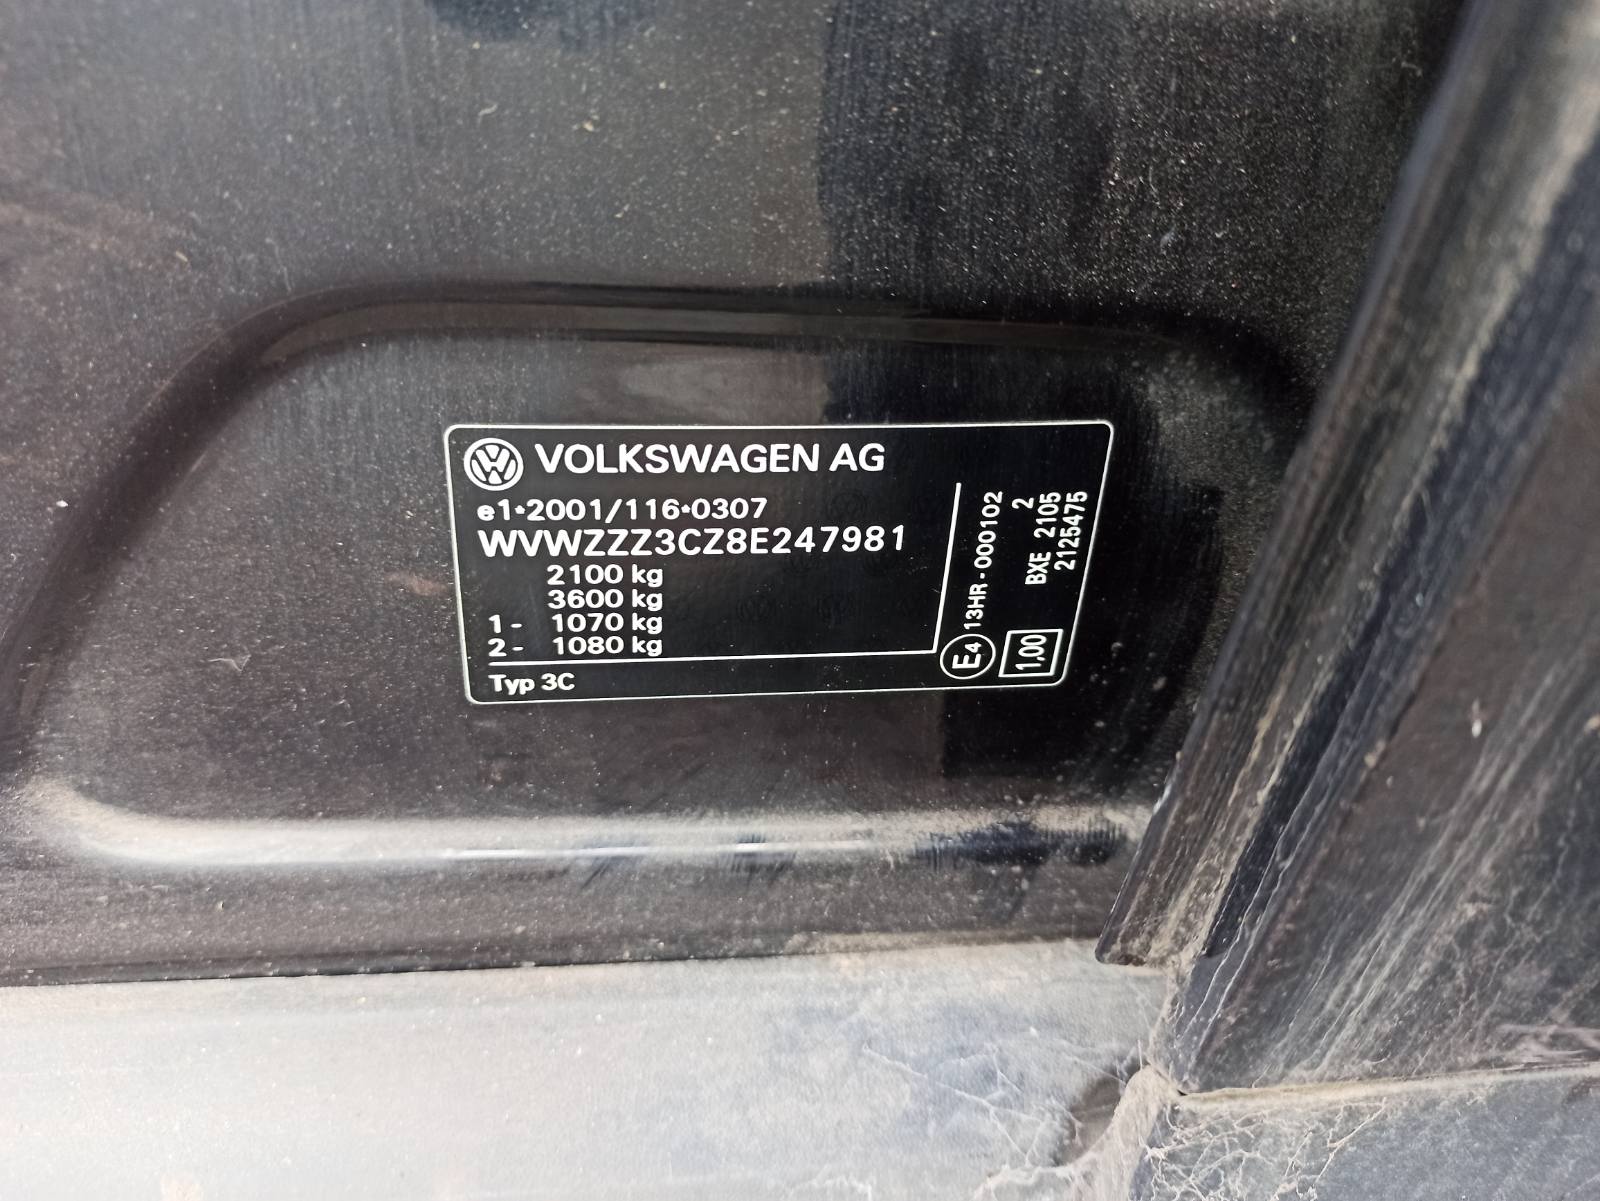 VOLKSWAGEN AG
e1*2001/116*0307
WVWZZZ3CZ8E247981
2100 kg
3600 kg
1- 1070 kg
2- 1080 kg
Typ 3C
E4 13HR-000102
1,00
2
BXE 2105
2125475